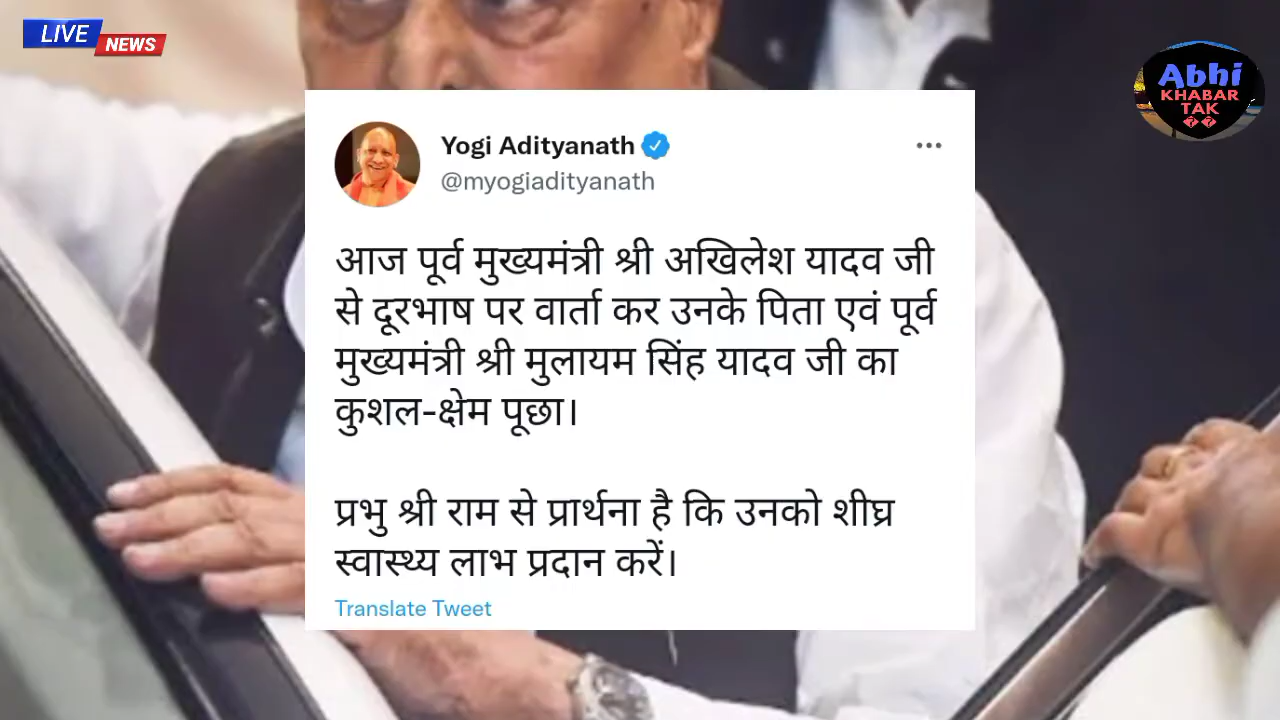 LIVE
NEWS
Abhi
KHABAR
TAK
Yogi Adityanath
@myogiadityanath
आज पूर्व मुख्यमंत्री श्री अखिलेश यादव जी
से दूरभाष पर वार्ता कर उनके पिता एवं पूर्व
मुख्यमंत्री श्री मुलायम सिंह यादव जी का
कुशल-क्षेम पूछा।
प्रभु श्री राम से प्रार्थना है कि उनको शीघ्र
स्वास्थ्य लाभ प्रदान करें।
Translate Tweet